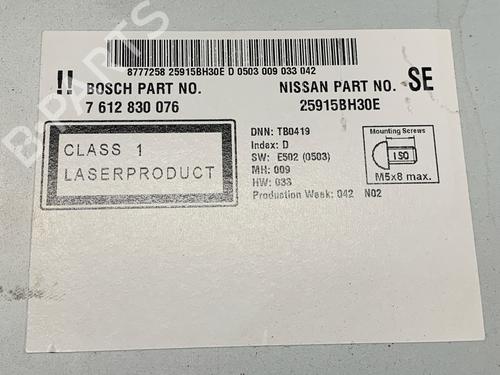 8777258 25915BH30E D 0503 009 033 042
!! BOSCH PART NO. NISSAN PART NO. SE
7 612 830 076 25915BH30E
CLASS 1
LASERPRODUCT
DNN: TB0419
Index: D
SW: E502 (0503)
MH: 009
HW: 033
Production Week: 042 N02
Mounting Screws
ISO
M5x8 max.
B-PARTS